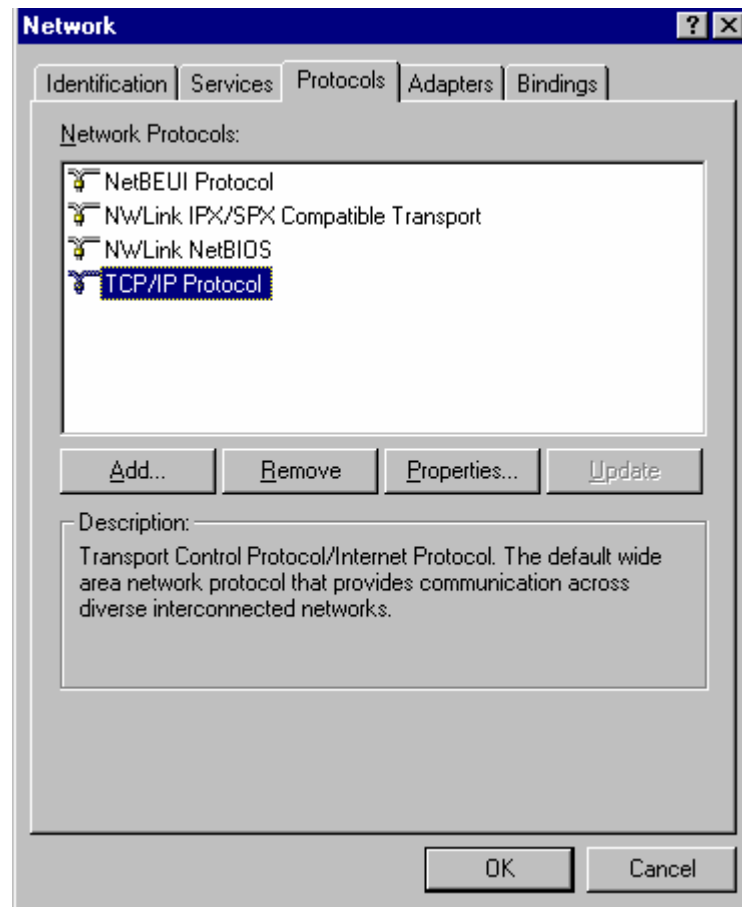 Network
Identification Services Protocols Adapters Bindings
Network Protocols:
NetBEUI Protocol
NWLink IPX/SPX Compatible Transport
NWLink NetBIOS
TCP/IP Protocol
Add... Remove Properties... Update
Description:
Transport Control Protocol/Internet Protocol. The default wide
area network protocol that provides communication across
diverse interconnected networks.
OK Cancel